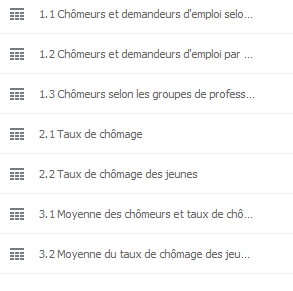 1.1 Chômeurs et demandeurs d'emploi selo...
1.2 Chômeurs et demandeurs d'emploi par ...
1.3 Chômeurs selon les groupes de profess...
2.1 Taux de chômage
2.2 Taux de chômage des jeunes
3.1 Moyenne des chômeurs et taux de chô...
3.2 Moyenne du taux de chômage des jeu...